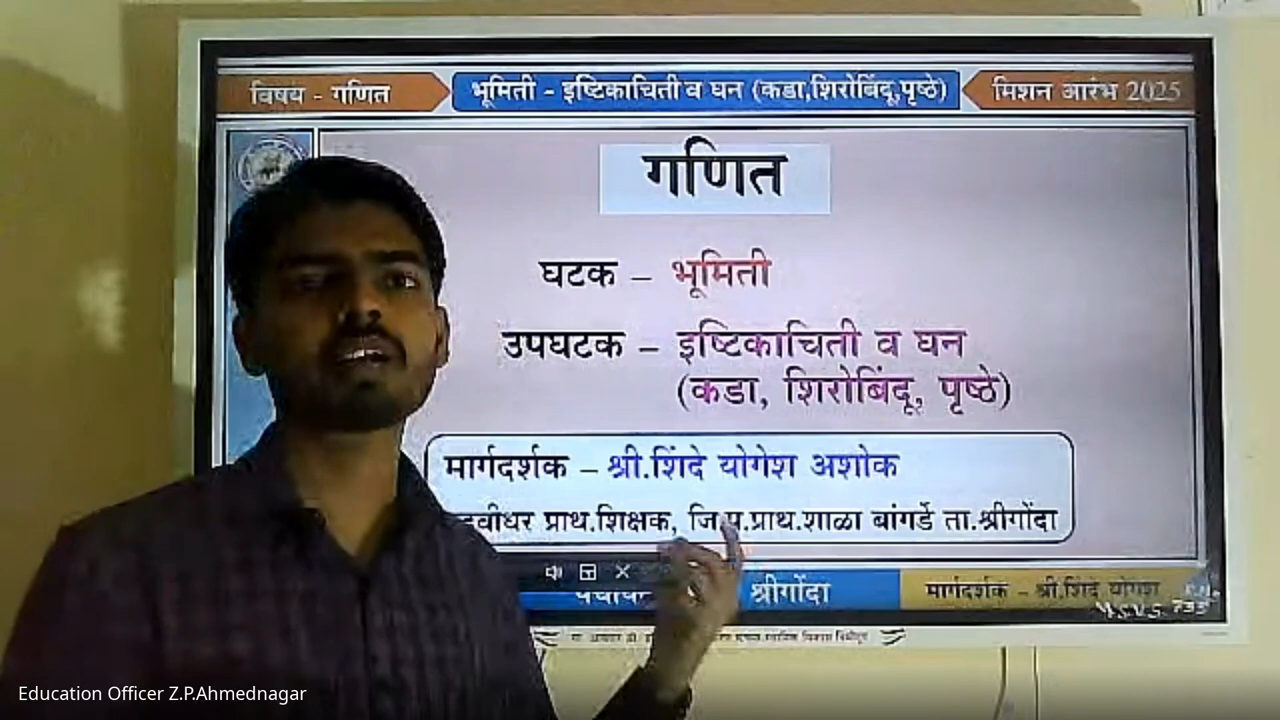 विषय - गणित
भूमिती - इष्टिकाचिती व घन (कडा,शिरोबिंदू,पृष्ठे)
मिशन आरंभ 2025
गणित
घटक – भूमिती
उपघटक – इष्टिकाचिती व घन
(कडा, शिरोबिंदू, पृष्ठे)
मार्गदर्शक – श्री.शिंदे योगेश अशोक
प्राथ.शिक्षक, जि.प.प्राथ.शाळा बांगर्डे ता.श्रीगोंदा
श्रीगोंदा
मार्गदर्शक – श्री.शिंदे योगेश
Education Officer Z.P.Ahmednagar